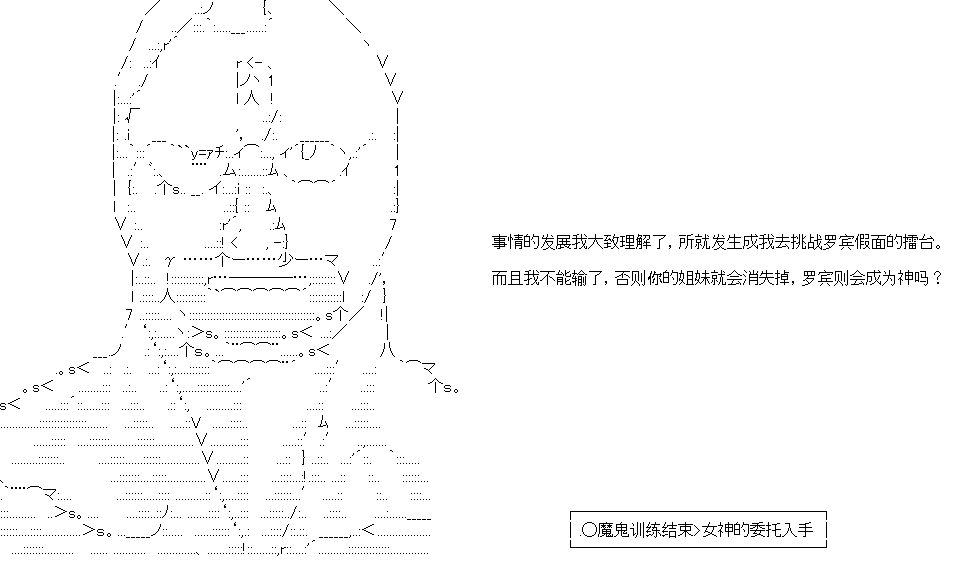 事情的发展我大致理解了，所就发生成我去挑战罗宾假面的擂台。
而且我不能输了，否则你的姐妹就会消失掉，罗宾则会成为神吗？
.〇魔鬼训练结束>女神的委托入手